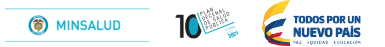 MINSALUD
10
PLAN
DECENAL
DE SALUD
PÚBLICA
2021
TODOS POR UN
NUEVO PAÍS
PAZ EQUIDAD EDUCACIÓN